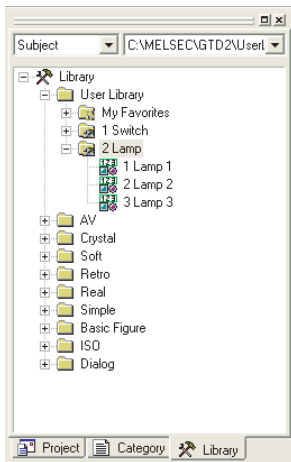 Subject C:\MELSEC\GTD2\UserL
Library
User Library
My Favorites
1 Switch
2 Lamp
1 Lamp 1
2 Lamp 2
3 Lamp 3
AV
Crystal
Soft
Retro
Real
Simple
Basic Figure
ISO
Dialog
Project Category Library